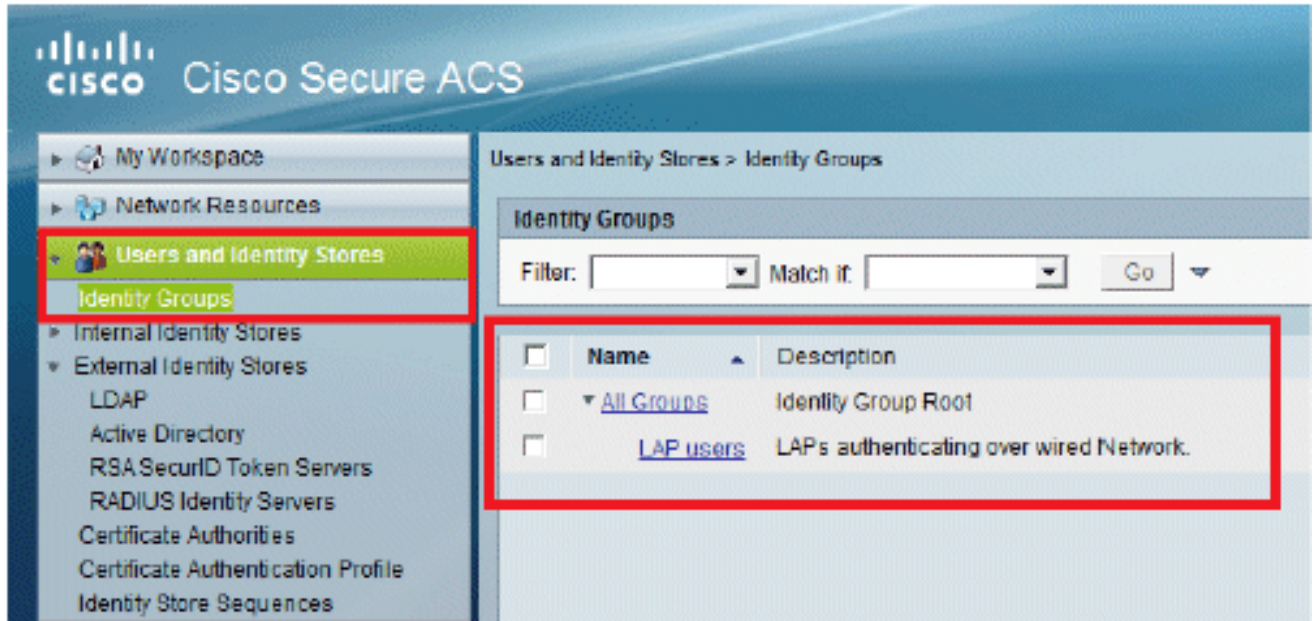 CISCO Cisco Secure ACS
My Workspace
Network Resources
Users and Identity Stores
Identity Groups
Internal Identity Stores
External Identity Stores
LDAP
Active Directory
RSA SecurID Token Servers
RADIUS Identity Servers
Certificate Authorities
Certificate Authentication Profile
Identity Store Sequences
Users and Identity Stores > Identity Groups
Identity Groups
Filter: Match if: Go
Name Description
All Groups Identity Group Root
LAP users LAPs authenticating over wired Network.